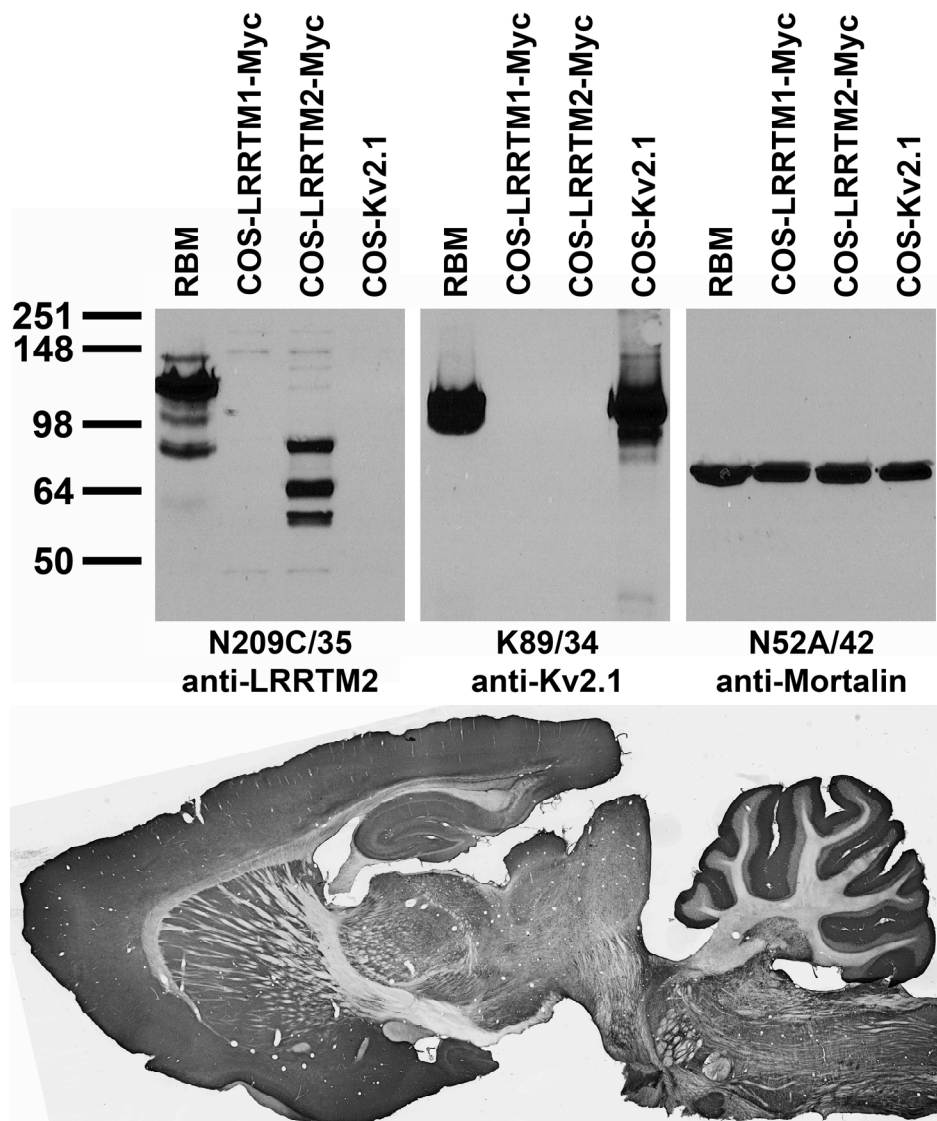 RBM
COS-LRRTM1-Myc
COS-LRRTM2-Myc
COS-Kv2.1
RBM
COS-LRRTM1-Myc
COS-LRRTM2-Myc
COS-Kv2.1
RBM
COS-LRRTM1-Myc
COS-LRRTM2-Myc
COS-Kv2.1
251
148
98
64
50
N209C/35
anti-LRRTM2
K89/34
anti-Kv2.1
N52A/42
anti-Mortalin